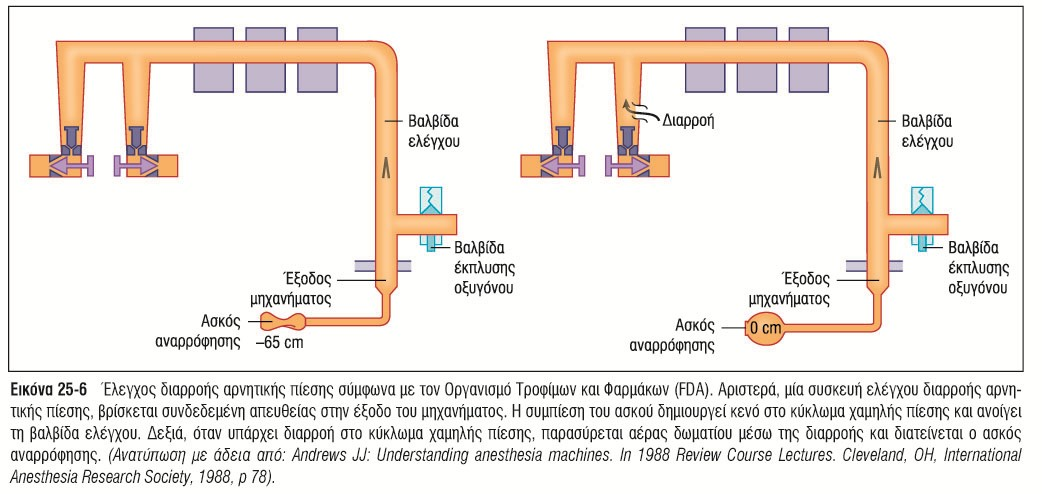 Βαλβίδα
ελέγχου
Βαλβίδα
έκπλυσης
οξυγόνου
Έξοδος
μηχανήματος
Ασκός
αναρρόφησης
–65 cm
Διαρροή
Βαλβίδα
ελέγχου
Βαλβίδα
έκπλυσης
οξυγόνου
Έξοδος
μηχανήματος
Ασκός
αναρρόφησης
0 cm
Εικόνα 25-6 Έλεγχος διαρροής αρνητικής πίεσης σύμφωνα με τον Οργανισμό Τροφίμων και Φαρμάκων (FDA). Αριστερά, μία συσκευή ελέγχου διαρροής αρνη-
τικής πίεσης, βρίσκεται συνδεδεμένη απευθείας στην έξοδο του μηχανήματος. Η συμπίεση του ασκού δημιουργεί κενό στο κύκλωμα χαμηλής πίεσης και ανοίγει
τη βαλβίδα ελέγχου. Δεξιά, όταν υπάρχει διαρροή στο κύκλωμα χαμηλής πίεσης, παρασύρεται αέρας δωματίου μέσω της διαρροής και διατείνεται ο ασκός
αναρρόφησης. (Ανατύπωση με άδεια από: Andrews JJ: Understanding anesthesia machines. In 1988 Review Course Lectures. Cleveland, OH, International
Anesthesia Research Society, 1988, p 78).